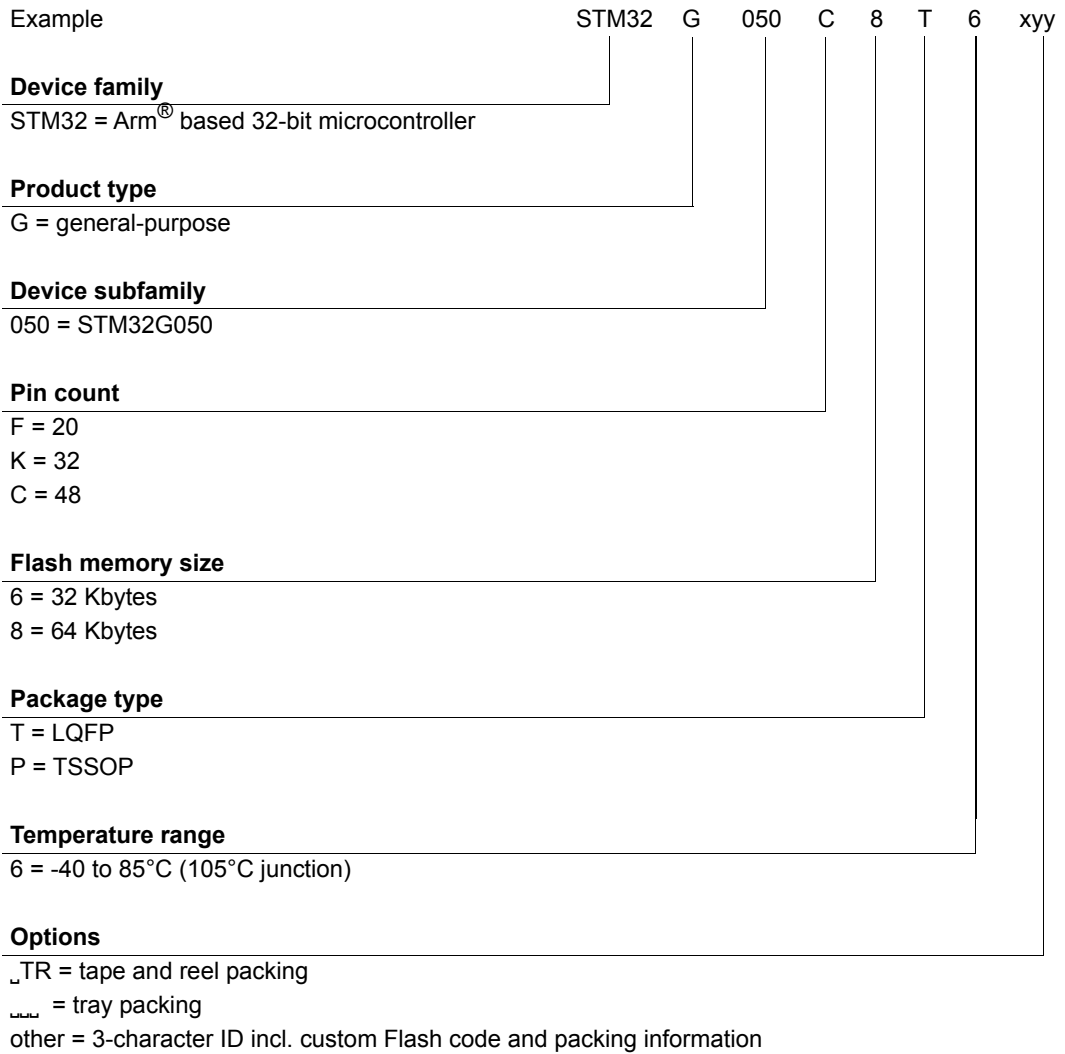 Example STM32 G 050 C 8 T 6 xyy
Device family
STM32 = Arm® based 32-bit microcontroller
Product type
G = general-purpose
Device subfamily
050 = STM32G050
Pin count
F = 20
K = 32
C = 48
Flash memory size
6 = 32 Kbytes
8 = 64 Kbytes
Package type
T = LQFP
P = TSSOP
Temperature range
6 = -40 to 85°C (105°C junction)
Options
␣TR = tape and reel packing
␣␣␣ = tray packing
other = 3-character ID incl. custom Flash code and packing information